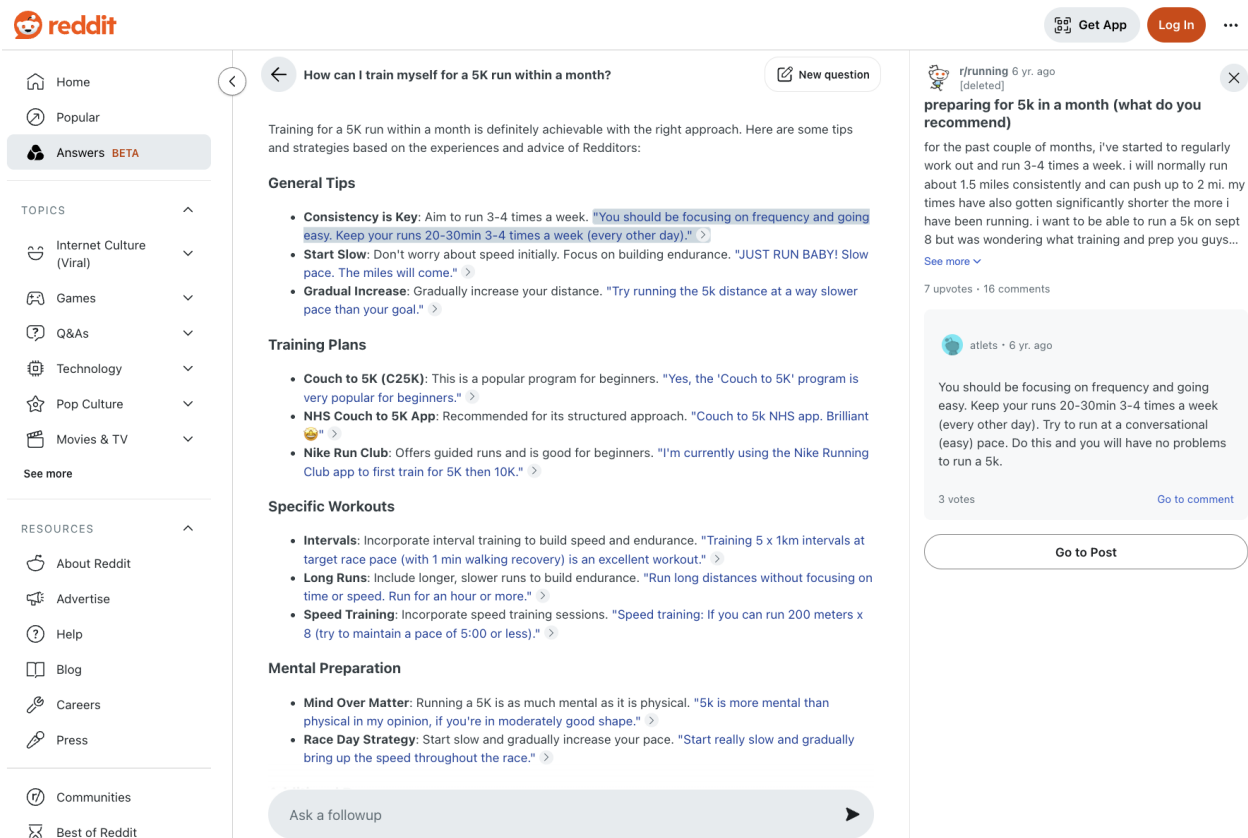 reddit
Get App
Log In
Home
Popular
Answers BETA
TOPICS
Internet Culture
(Viral)
Games
Q&As
Technology
Pop Culture
Movies & TV
See more
RESOURCES
About Reddit
Advertise
Help
Blog
Careers
Press
Communities
Best of Reddit
How can I train myself for a 5K run within a month?
New question
Training for a 5K run within a month is definitely achievable with the right approach. Here are some tips
and strategies based on the experiences and advice of Redditors:
General Tips
• Consistency is Key: Aim to run 3-4 times a week. "You should be focusing on frequency and going
easy. Keep your runs 20-30min 3-4 times a week (every other day)."
• Start Slow: Don't worry about speed initially. Focus on building endurance. "JUST RUN BABY! Slow
pace. The miles will come."
• Gradual Increase: Gradually increase your distance. "Try running the 5k distance at a way slower
pace than your goal."
Training Plans
• Couch to 5K (C25K): This is a popular program for beginners. "Yes, the 'Couch to 5K' program is
very popular for beginners."
• NHS Couch to 5K App: Recommended for its structured approach. "Couch to 5k NHS app. Brilliant
🤩"
• Nike Run Club: Offers guided runs and is good for beginners. "I'm currently using the Nike Running
Club app to first train for 5K then 10K."
Specific Workouts
• Intervals: Incorporate interval training to build speed and endurance. "Training 5 x 1km intervals at
target race pace (with 1 min walking recovery) is an excellent workout."
• Long Runs: Include longer, slower runs to build endurance. "Run long distances without focusing on
time or speed. Run for an hour or more."
• Speed Training: Incorporate speed training sessions. "Speed training: If you can run 200 meters x
8 (try to maintain a pace of 5:00 or less)."
Mental Preparation
• Mind Over Matter: Running a 5K is as much mental as it is physical. "5k is more mental than
physical in my opinion, if you're in moderately good shape."
• Race Day Strategy: Start slow and gradually increase your pace. "Start really slow and gradually
bring up the speed throughout the race."
Ask a followup
r/running 6 yr. ago
[deleted]
preparing for 5k in a month (what do you
recommend)
for the past couple of months, i've started to regularly
work out and run 3-4 times a week. i will normally run
about 1.5 miles consistently and can push up to 2 mi. my
times have also gotten significantly shorter the more i
have been running. i want to be able to run a 5k on sept
8 but was wondering what training and prep you guys...
See more
7 upvotes • 16 comments
atlets • 6 yr. ago
You should be focusing on frequency and going
easy. Keep your runs 20-30min 3-4 times a week
(every other day). Try to run at a conversational
(easy) pace. Do this and you will have no problems
to run a 5k.
3 votes
Go to comment
Go to Post